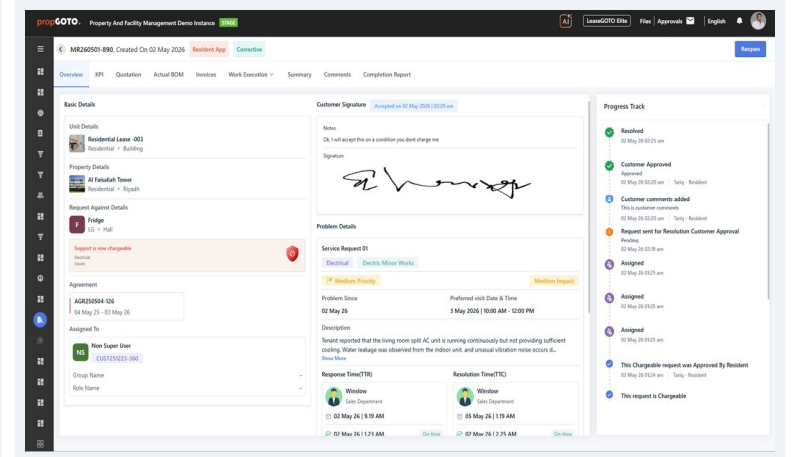 propGOTO. Property And Facility Management Demo Instance STAGE
AI LeaseGOTO Elite Files Approvals English
MR260501-890, Created On 02 May 2026 Resident App Corrective Reopen
Overview KPI Quotation Actual BOM Invoices Work Execution Summary Comments Completion Report
Basic Details
Unit Details
Residential Lease -003
Residential Building
Property Details
Al Faisaliah Tower
Residential Riyadh
Request Against Details
F Fridge
LG Hall
Support is now chargeable
Electrical
Agreement
AGR250504-126
04 May 25 - 03 May 26
Assigned To
NS Non Super User
CUST251223-360
Group Name -
Role Name -
Customer Signature Accepted on 02 May 2026 | 02:20 am
Notes
Ok, I will accept this on a condition you dont charge me
Signature
Problem Details
Service Request 01
Electrical Electric Minor Works
Medium Priority Medium Impact
Problem Since Preferred visit Date & Time
02 May 26 3 May 2026 | 10:00 AM - 12:00 PM
Description
Tenant reported that the living room split AC unit is running continuously but not providing sufficient
cooling. Water leakage was observed from the indoor unit, and unusual vibration noise occurs d...
Show More
Response Time(TTR) Resolution Time(TTC)
Winslow Winslow
Sales Department Sales Department
02 May 26 | 9.19 AM 05 May 26 | 1.19 AM
02 May 26 | 1.23 AM On-time 02 May 26 | 2.25 AM On-time
Progress Track
Resolved
02 May 26 02:25 am
Customer Approved
Approved
02 May 26 02:20 am Tariq - Resident
Customer comments added
This is customer comments
02 May 26 02:20 am Tariq - Resident
Request sent for Resolution Customer Approval
Pending
02 May 26 02:19 am
Assigned
02 May 26 01:25 am
Assigned
02 May 26 01:25 am
Assigned
02 May 26 01:25 am
This Chargeable request was Approved By Resident
02 May 26 01:24 am Tariq - Resident
This request is Chargeable